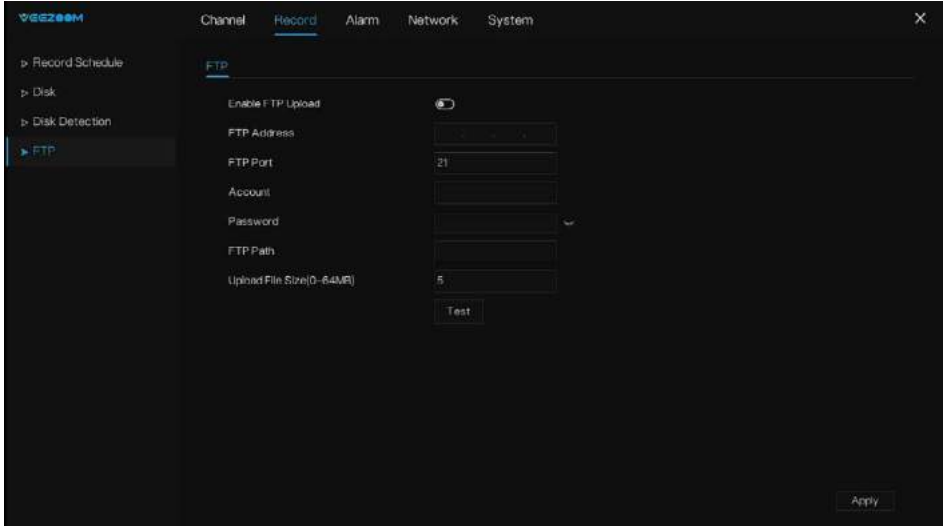 VEEZOOM
Channel Record Alarm Network System
Record Schedule
Disk
Disk Detection
FTP
FTP
Enable FTP Upload
FTP Address
FTP Port 21
Account
Password
FTP Path
Upload File Size(0-64MB) 5
Test
Apply